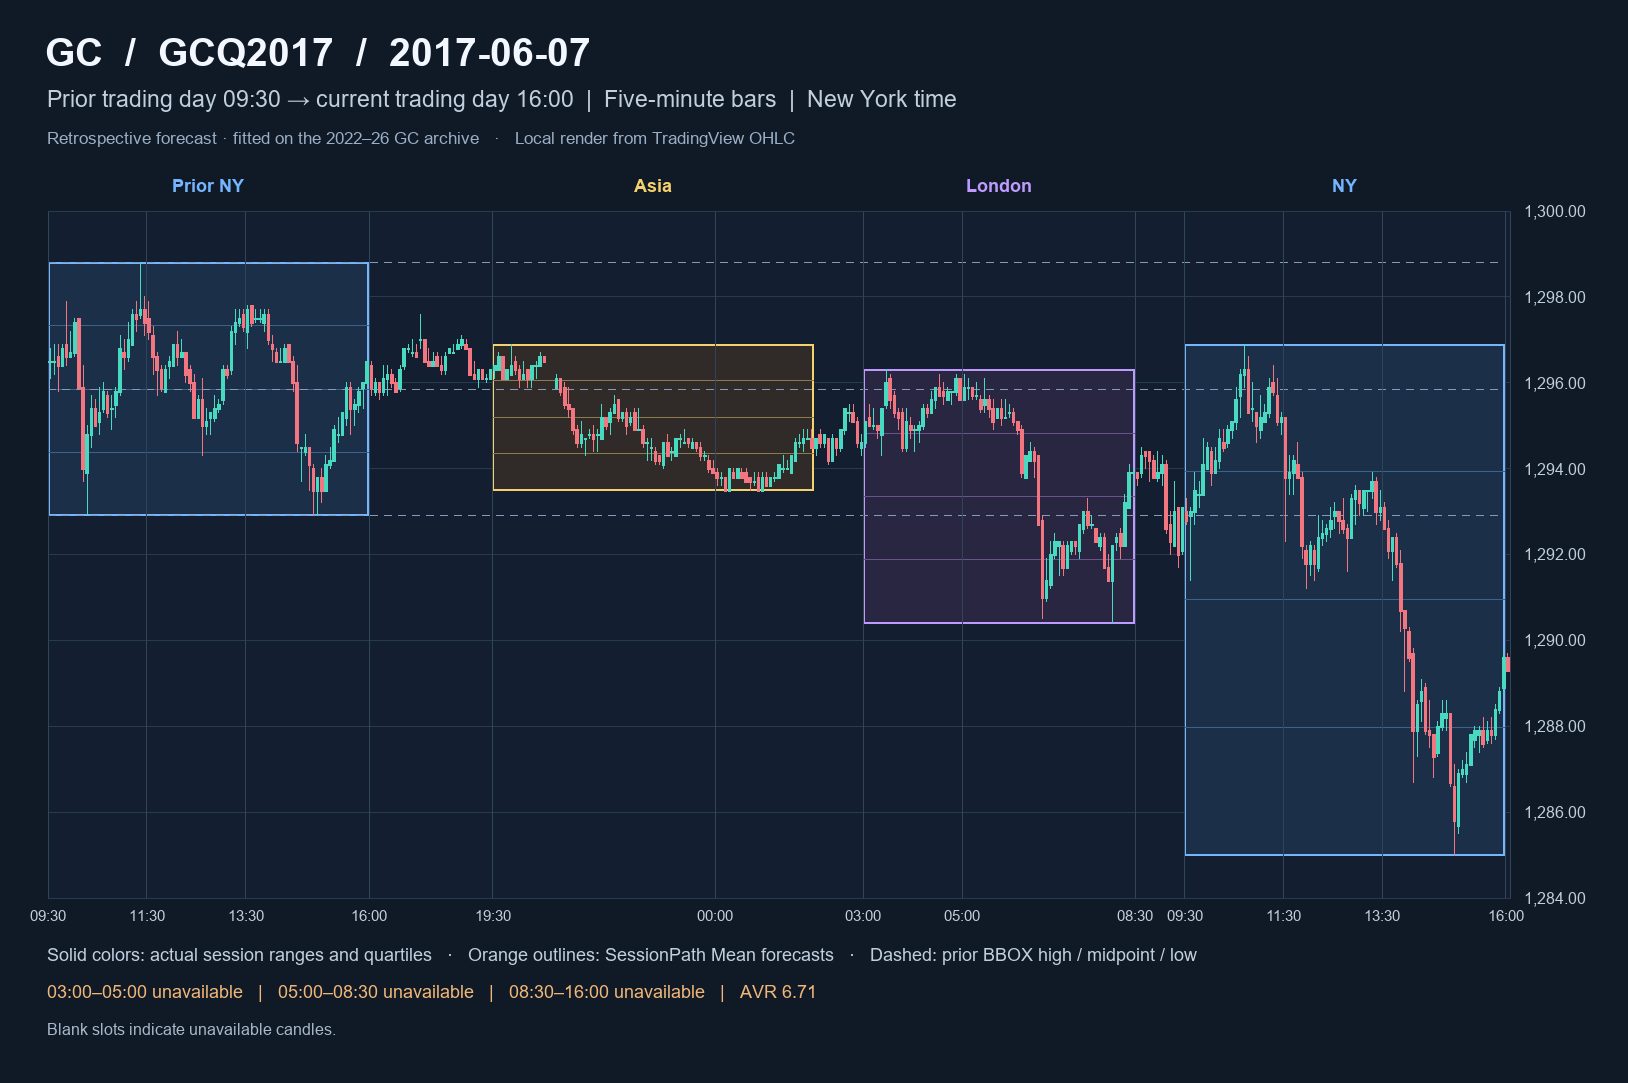 GC / GCQ2017 / 2017-06-07
Prior trading day 09:30 → current trading day 16:00 | Five-minute bars | New York time
Retrospective forecast · fitted on the 2022–26 GC archive · Local render from TradingView OHLC
Prior NY Asia London NY
1,300.00
1,298.00
1,296.00
1,294.00
1,292.00
1,290.00
1,288.00
1,286.00
1,284.00
09:30 11:30 13:30 16:00 19:30 00:00 03:00 05:00 08:30 09:30 11:30 13:30 16:00
Solid colors: actual session ranges and quartiles · Orange outlines: SessionPath Mean forecasts · Dashed: prior BBOX high / midpoint / low
03:00–05:00 unavailable | 05:00–08:30 unavailable | 08:30–16:00 unavailable | AVR 6.71
Blank slots indicate unavailable candles.